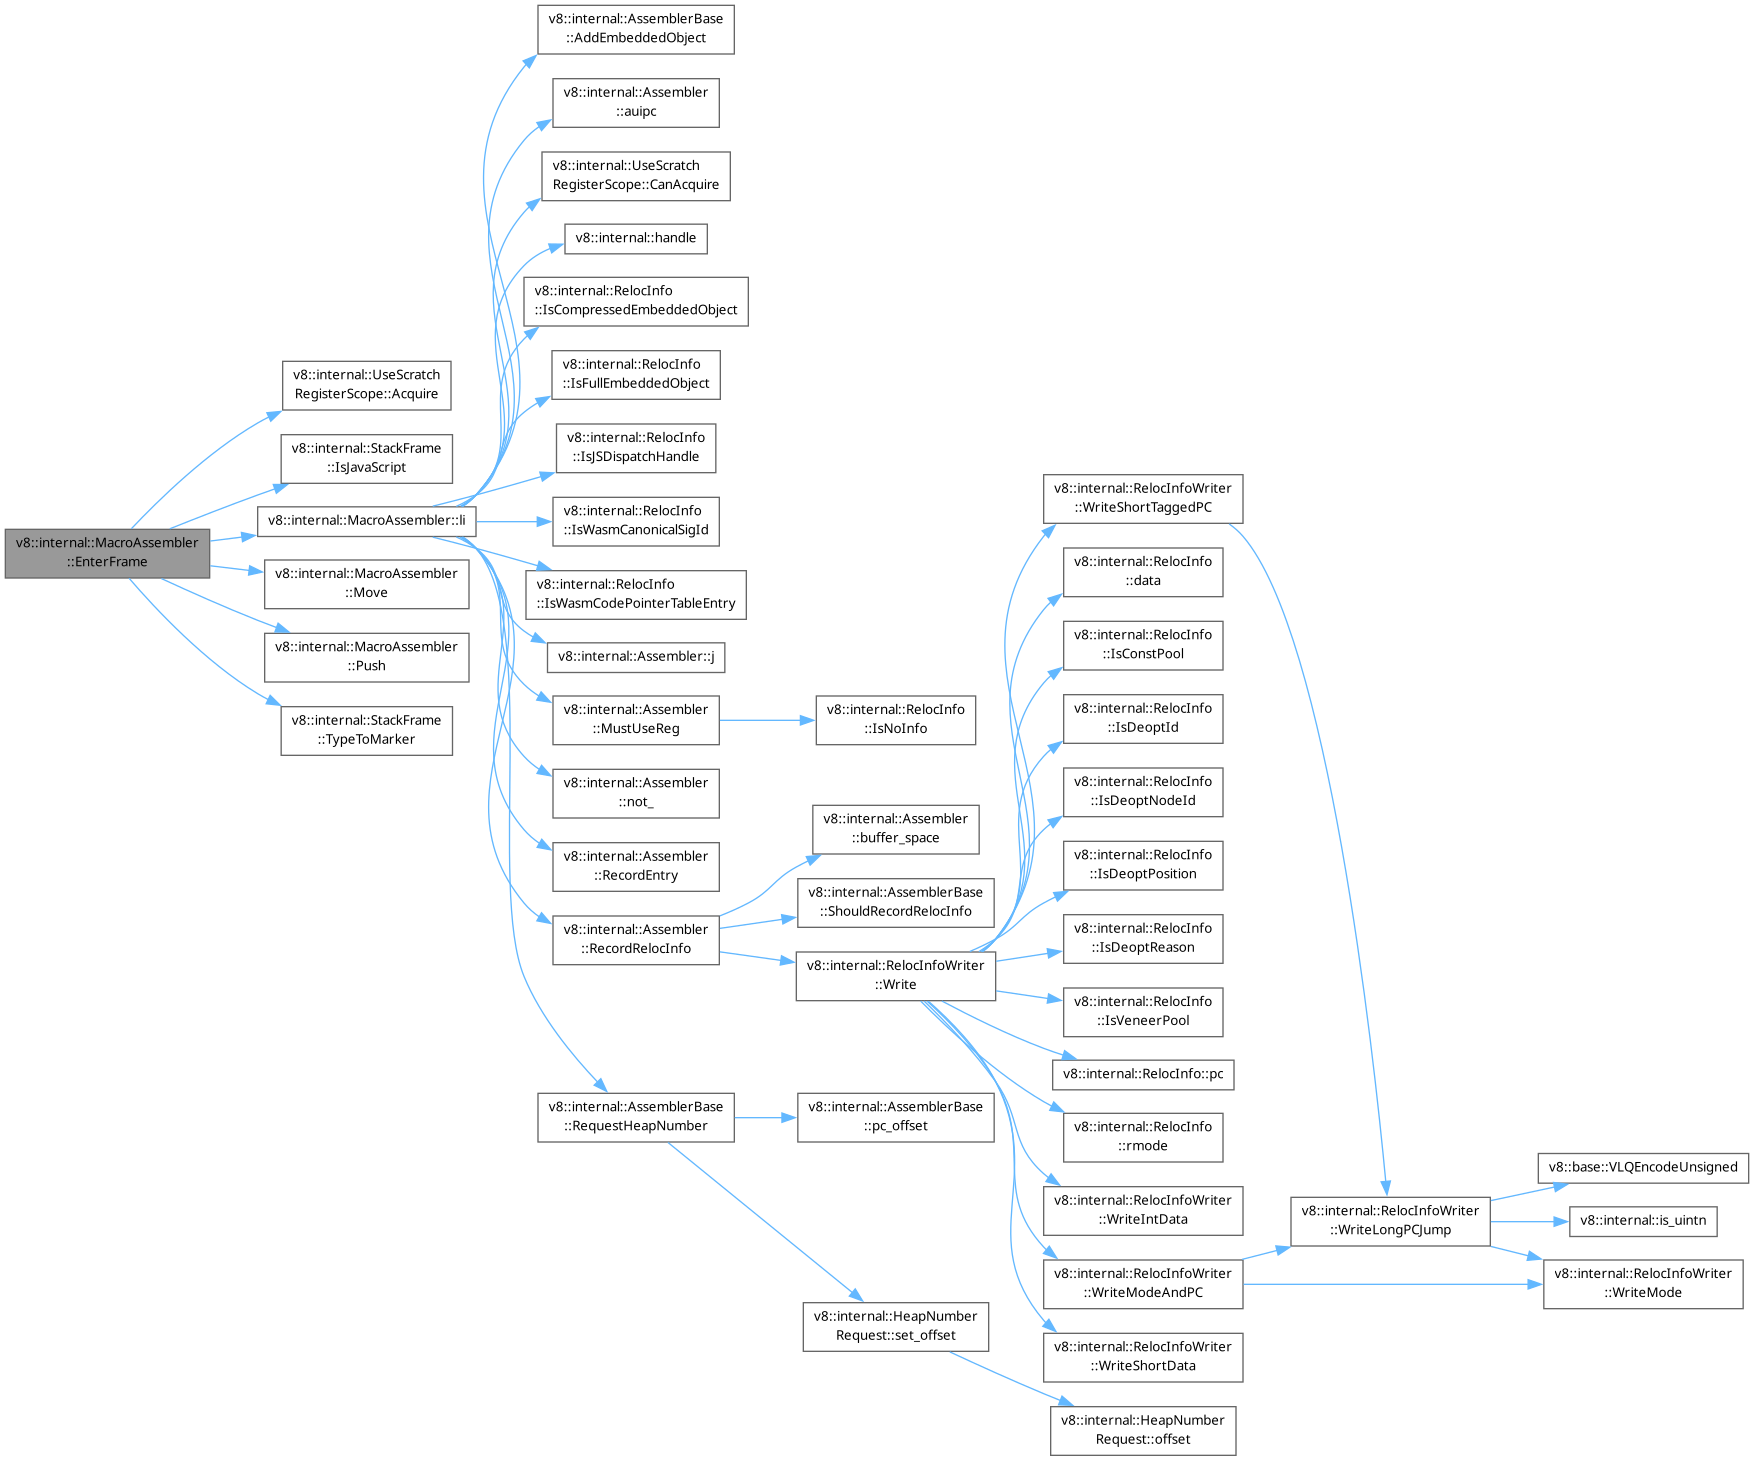 v8::internal::MacroAssembler
::EnterFrame
v8::internal::UseScratch
RegisterScope::Acquire
v8::internal::StackFrame
::IsJavaScript
v8::internal::MacroAssembler::li
v8::internal::MacroAssembler
::Move
v8::internal::MacroAssembler
::Push
v8::internal::StackFrame
::TypeToMarker
v8::internal::AssemblerBase
::AddEmbeddedObject
v8::internal::Assembler
::auipc
v8::internal::UseScratch
RegisterScope::CanAcquire
v8::internal::handle
v8::internal::RelocInfo
::IsCompressedEmbeddedObject
v8::internal::RelocInfo
::IsFullEmbeddedObject
v8::internal::RelocInfo
::IsJSDispatchHandle
v8::internal::RelocInfo
::IsWasmCanonicalSigId
v8::internal::RelocInfo
::IsWasmCodePointerTableEntry
v8::internal::Assembler::j
v8::internal::Assembler
::MustUseReg
v8::internal::Assembler
::not_
v8::internal::Assembler
::RecordEntry
v8::internal::Assembler
::RecordRelocInfo
v8::internal::AssemblerBase
::RequestHeapNumber
v8::internal::RelocInfo
::IsNoInfo
v8::internal::Assembler
::buffer_space
v8::internal::AssemblerBase
::ShouldRecordRelocInfo
v8::internal::RelocInfoWriter
::Write
v8::internal::AssemblerBase
::pc_offset
v8::internal::HeapNumber
Request::set_offset
v8::internal::RelocInfoWriter
::WriteShortTaggedPC
v8::internal::RelocInfo
::data
v8::internal::RelocInfo
::IsConstPool
v8::internal::RelocInfo
::IsDeoptId
v8::internal::RelocInfo
::IsDeoptNodeId
v8::internal::RelocInfo
::IsDeoptPosition
v8::internal::RelocInfo
::IsDeoptReason
v8::internal::RelocInfo
::IsVeneerPool
v8::internal::RelocInfo::pc
v8::internal::RelocInfo
::rmode
v8::internal::RelocInfoWriter
::WriteIntData
v8::internal::RelocInfoWriter
::WriteModeAndPC
v8::internal::RelocInfoWriter
::WriteShortData
v8::internal::HeapNumber
Request::offset
v8::internal::RelocInfoWriter
::WriteLongPCJump
v8::base::VLQEncodeUnsigned
v8::internal::is_uintn
v8::internal::RelocInfoWriter
::WriteMode